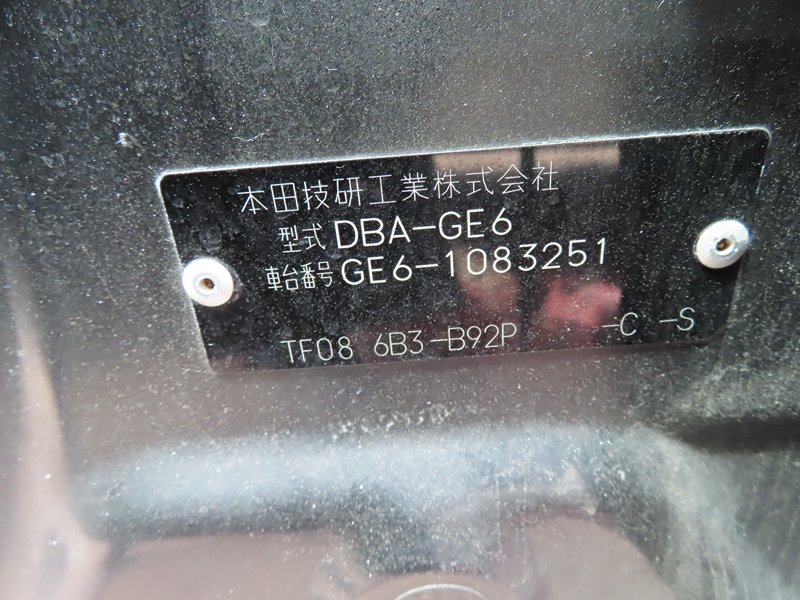 本田技研工業株式会社
型式 DBA-GE6
車台番号 GE6-1083251
TF08 6B3-B92P -C -S